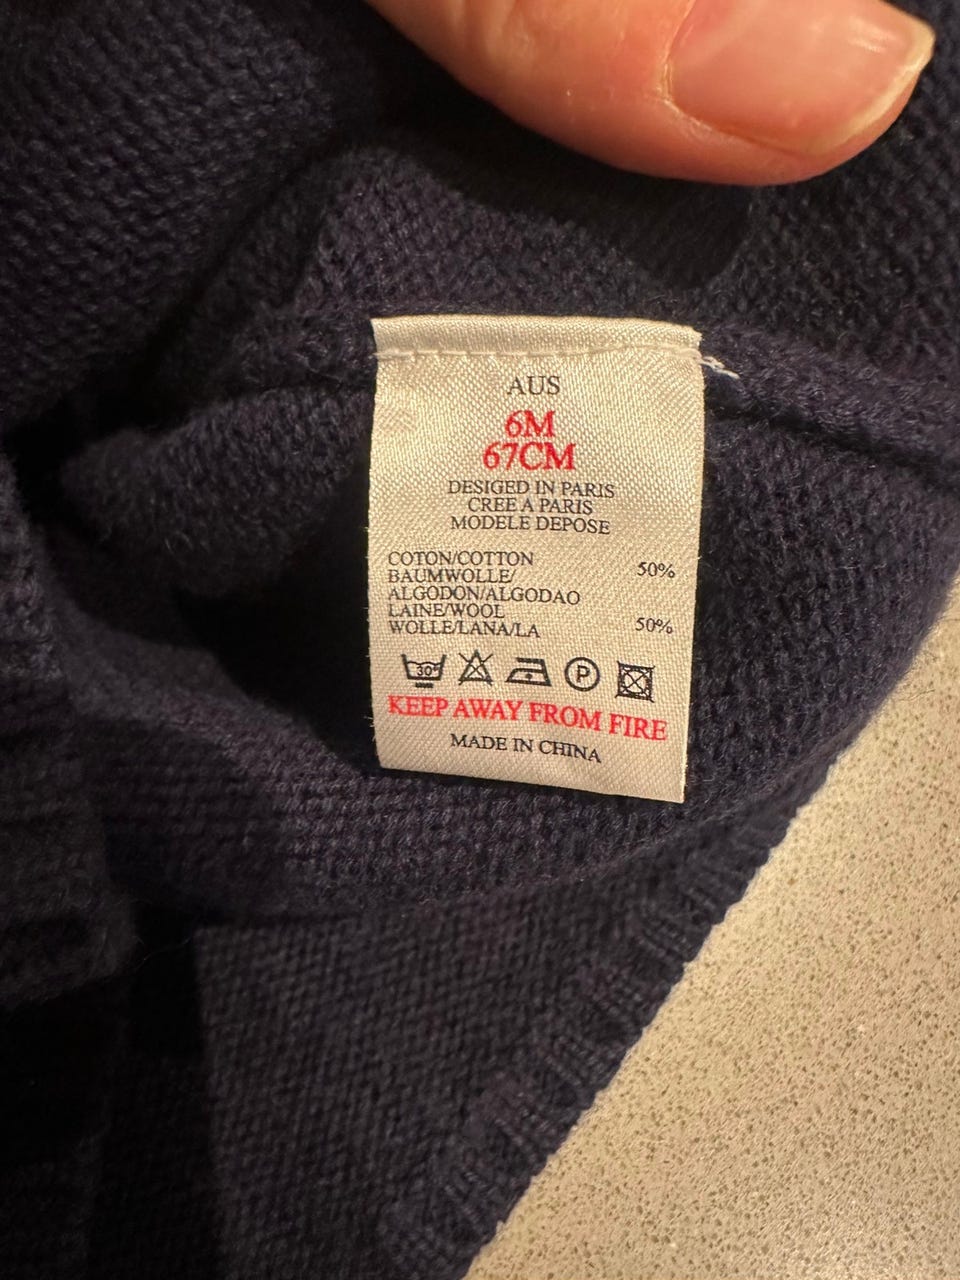 AUS
6M
67CM
DESIGED IN PARIS
CREE A PARIS
MODELE DEPOSE
COTON/COTTON 50%
BAUMWOLLE/
ALGODON/ALGODAO
LAINE/WOOL 50%
WOLLE/LANA/LA
30° P
KEEP AWAY FROM FIRE
MADE IN CHINA